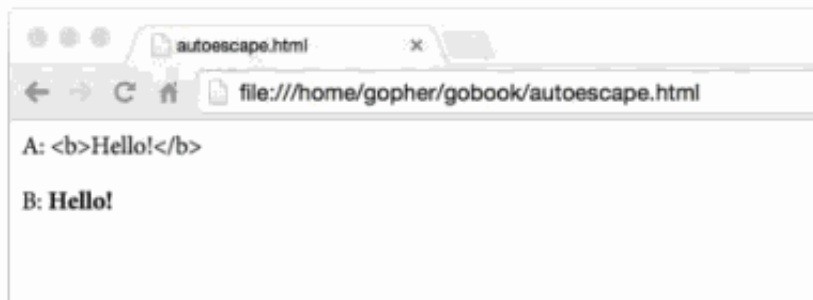 autoescape.html
file:///home/gopher/gobook/autoescape.html
A: <b>Hello!</b>
B: Hello!